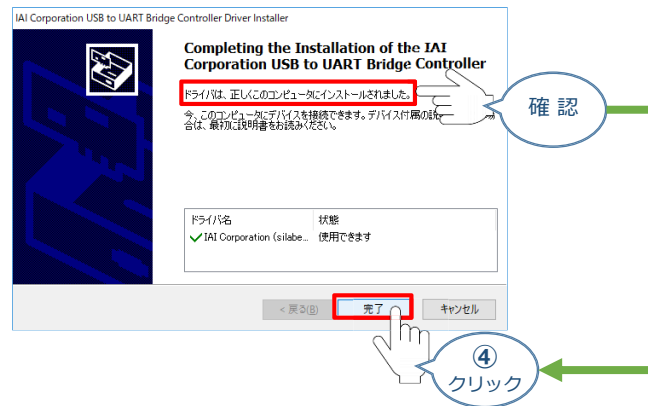 IAI Corporation USB to UART Bridge Controller Driver Installer
Completing the Installation of the IAI
Corporation USB to UART Bridge Controller
ドライバは、正しくこのコンピュータにインストールされました。
確 認
今、このコンピュータにデバイスを接続できます。デバイス付属の説
合は、最初に説明書をお読みください。
ドライバ名 状態
IAI Corporation (silabe... 使用できます
< 戻る(B) 完了 キャンセル
④
クリック